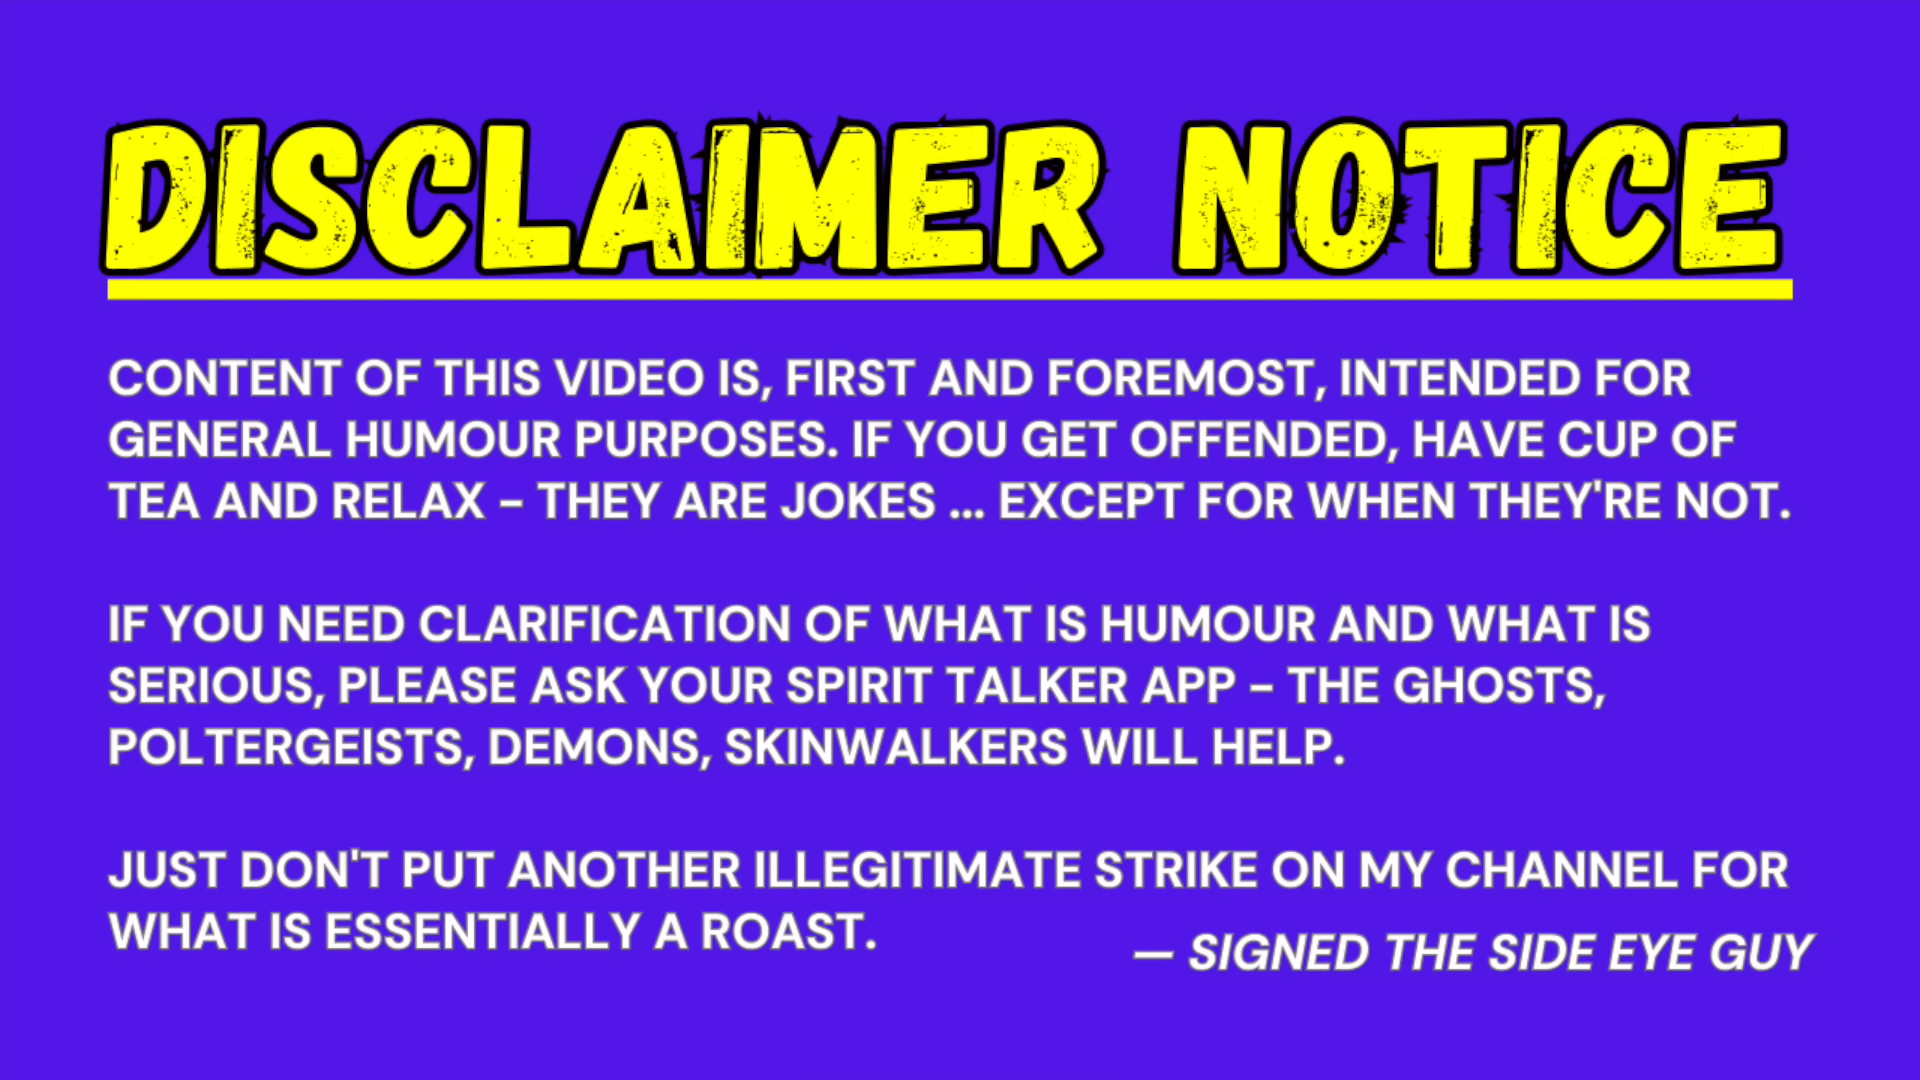 DISCLAIMER NOTICE
CONTENT OF THIS VIDEO IS, FIRST AND FOREMOST, INTENDED FOR
GENERAL HUMOUR PURPOSES. IF YOU GET OFFENDED, HAVE CUP OF
TEA AND RELAX – THEY ARE JOKES ... EXCEPT FOR WHEN THEY'RE NOT.
IF YOU NEED CLARIFICATION OF WHAT IS HUMOUR AND WHAT IS
SERIOUS, PLEASE ASK YOUR SPIRIT TALKER APP – THE GHOSTS,
POLTERGEISTS, DEMONS, SKINWALKERS WILL HELP.
JUST DON'T PUT ANOTHER ILLEGITIMATE STRIKE ON MY CHANNEL FOR
WHAT IS ESSENTIALLY A ROAST.
— SIGNED THE SIDE EYE GUY